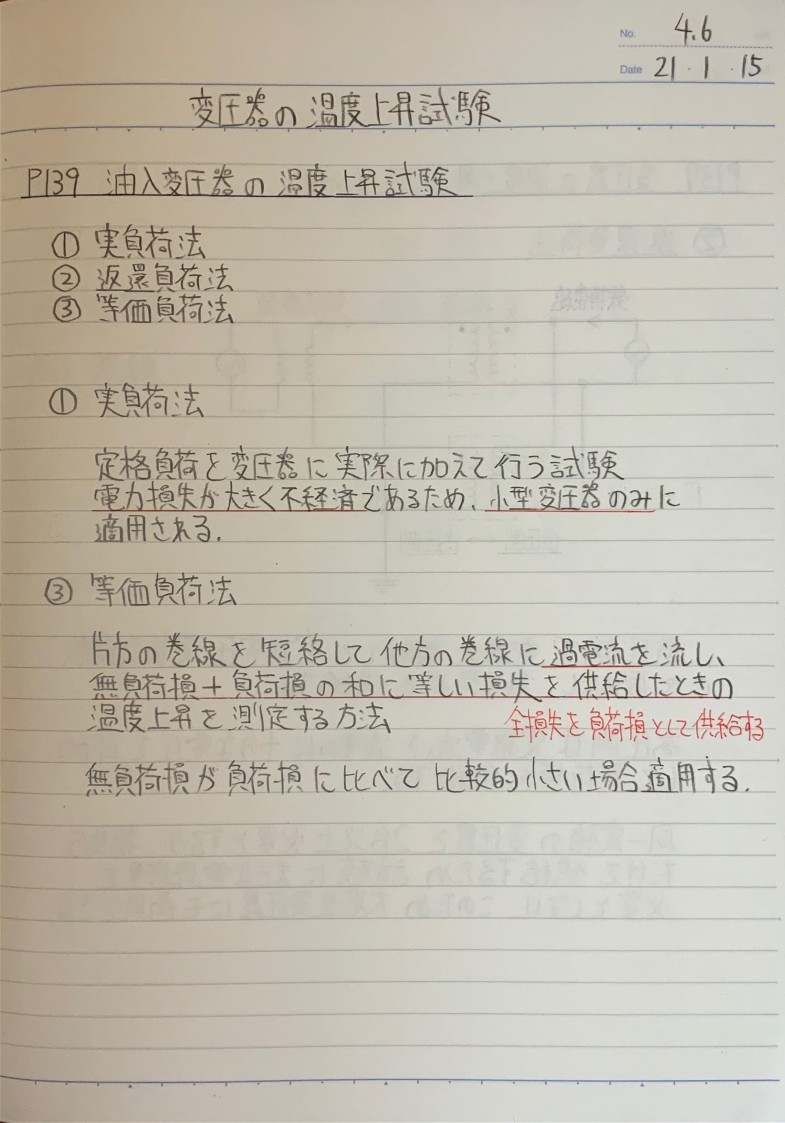 No. 4.6
Date 21・1・15
変圧器の温度上昇試験
P139 油入変圧器の温度上昇試験
① 実負荷法
② 返還負荷法
③ 等価負荷法
① 実負荷法
定格負荷を変圧器に実際に加えて行う試験
電力損失が大きく不経済であるため、小型変圧器のみに
適用される.
③ 等価負荷法
片方の巻線を短絡して他方の巻線に過電流を流し、
無負荷損+負荷損の和に等しい損失を供給したときの
温度上昇を測定する方法
全損失を負荷損として供給する
無負荷損が負荷損に比べて比較的小さい場合適用する.